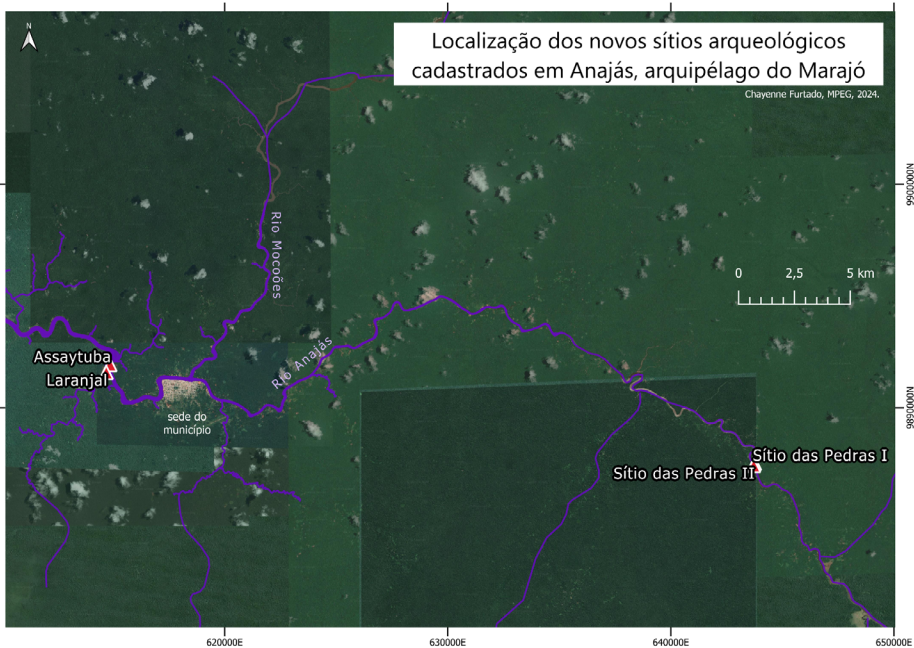 N
Localização dos novos sítios arqueológicos
cadastrados em Anajás, arquipélago do Marajó
Chayenne Furtado, MPEG, 2024.
9900000N
Rio Mocoões
0 2,5 5 km
Rio Anajás
Assaytuba
Laranjal
sede do
município
9890000N
Sítio das Pedras I
Sítio das Pedras II
620000E 630000E 640000E 650000E